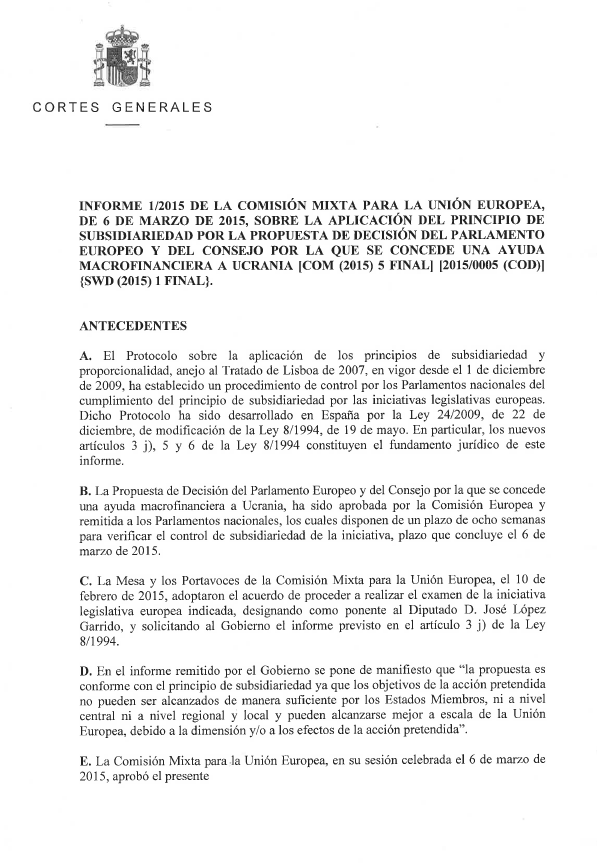 CORTES GENERALES
INFORME 1/2015 DE LA COMISIÓN MIXTA PARA LA UNIÓN EUROPEA,
DE 6 DE MARZO DE 2015, SOBRE LA APLICACIÓN DEL PRINCIPIO DE
SUBSIDIARIEDAD POR LA PROPUESTA DE DECISIÓN DEL PARLAMENTO
EUROPEO Y DEL CONSEJO POR LA QUE SE CONCEDE UNA AYUDA
MACROFINANCIERA A UCRANIA [COM (2015) 5 FINAL] [2015/0005 (COD)]
{SWD (2015) 1 FINAL}.
ANTECEDENTES
A. El Protocolo sobre la aplicación de los principios de subsidiariedad y
proporcionalidad, anejo al Tratado de Lisboa de 2007, en vigor desde el 1 de diciembre
de 2009, ha establecido un procedimiento de control por los Parlamentos nacionales del
cumplimiento del principio de subsidiariedad por las iniciativas legislativas europeas.
Dicho Protocolo ha sido desarrollado en España por la Ley 24/2009, de 22 de
diciembre, de modificación de la Ley 8/1994, de 19 de mayo. En particular, los nuevos
artículos 3 j), 5 y 6 de la Ley 8/1994 constituyen el fundamento jurídico de este
informe.
B. La Propuesta de Decisión del Parlamento Europeo y del Consejo por la que se concede
una ayuda macrofinanciera a Ucrania, ha sido aprobada por la Comisión Europea y
remitida a los Parlamentos nacionales, los cuales disponen de un plazo de ocho semanas
para verificar el control de subsidiariedad de la iniciativa, plazo que concluye el 6 de
marzo de 2015.
C. La Mesa y los Portavoces de la Comisión Mixta para la Unión Europea, el 10 de
febrero de 2015, adoptaron el acuerdo de proceder a realizar el examen de la iniciativa
legislativa europea indicada, designando como ponente al Diputado D. José López
Garrido, y solicitando al Gobierno el informe previsto en el artículo 3 j) de la Ley
8/1994.
D. En el informe remitido por el Gobierno se pone de manifiesto que “la propuesta es
conforme con el principio de subsidiariedad ya que los objetivos de la acción pretendida
no pueden ser alcanzados de manera suficiente por los Estados Miembros, ni a nivel
central ni a nivel regional y local y pueden alcanzarse mejor a escala de la Unión
Europea, debido a la dimensión y/o a los efectos de la acción pretendida”.
E. La Comisión Mixta para la Unión Europea, en su sesión celebrada el 6 de marzo de
2015, aprobó el presente